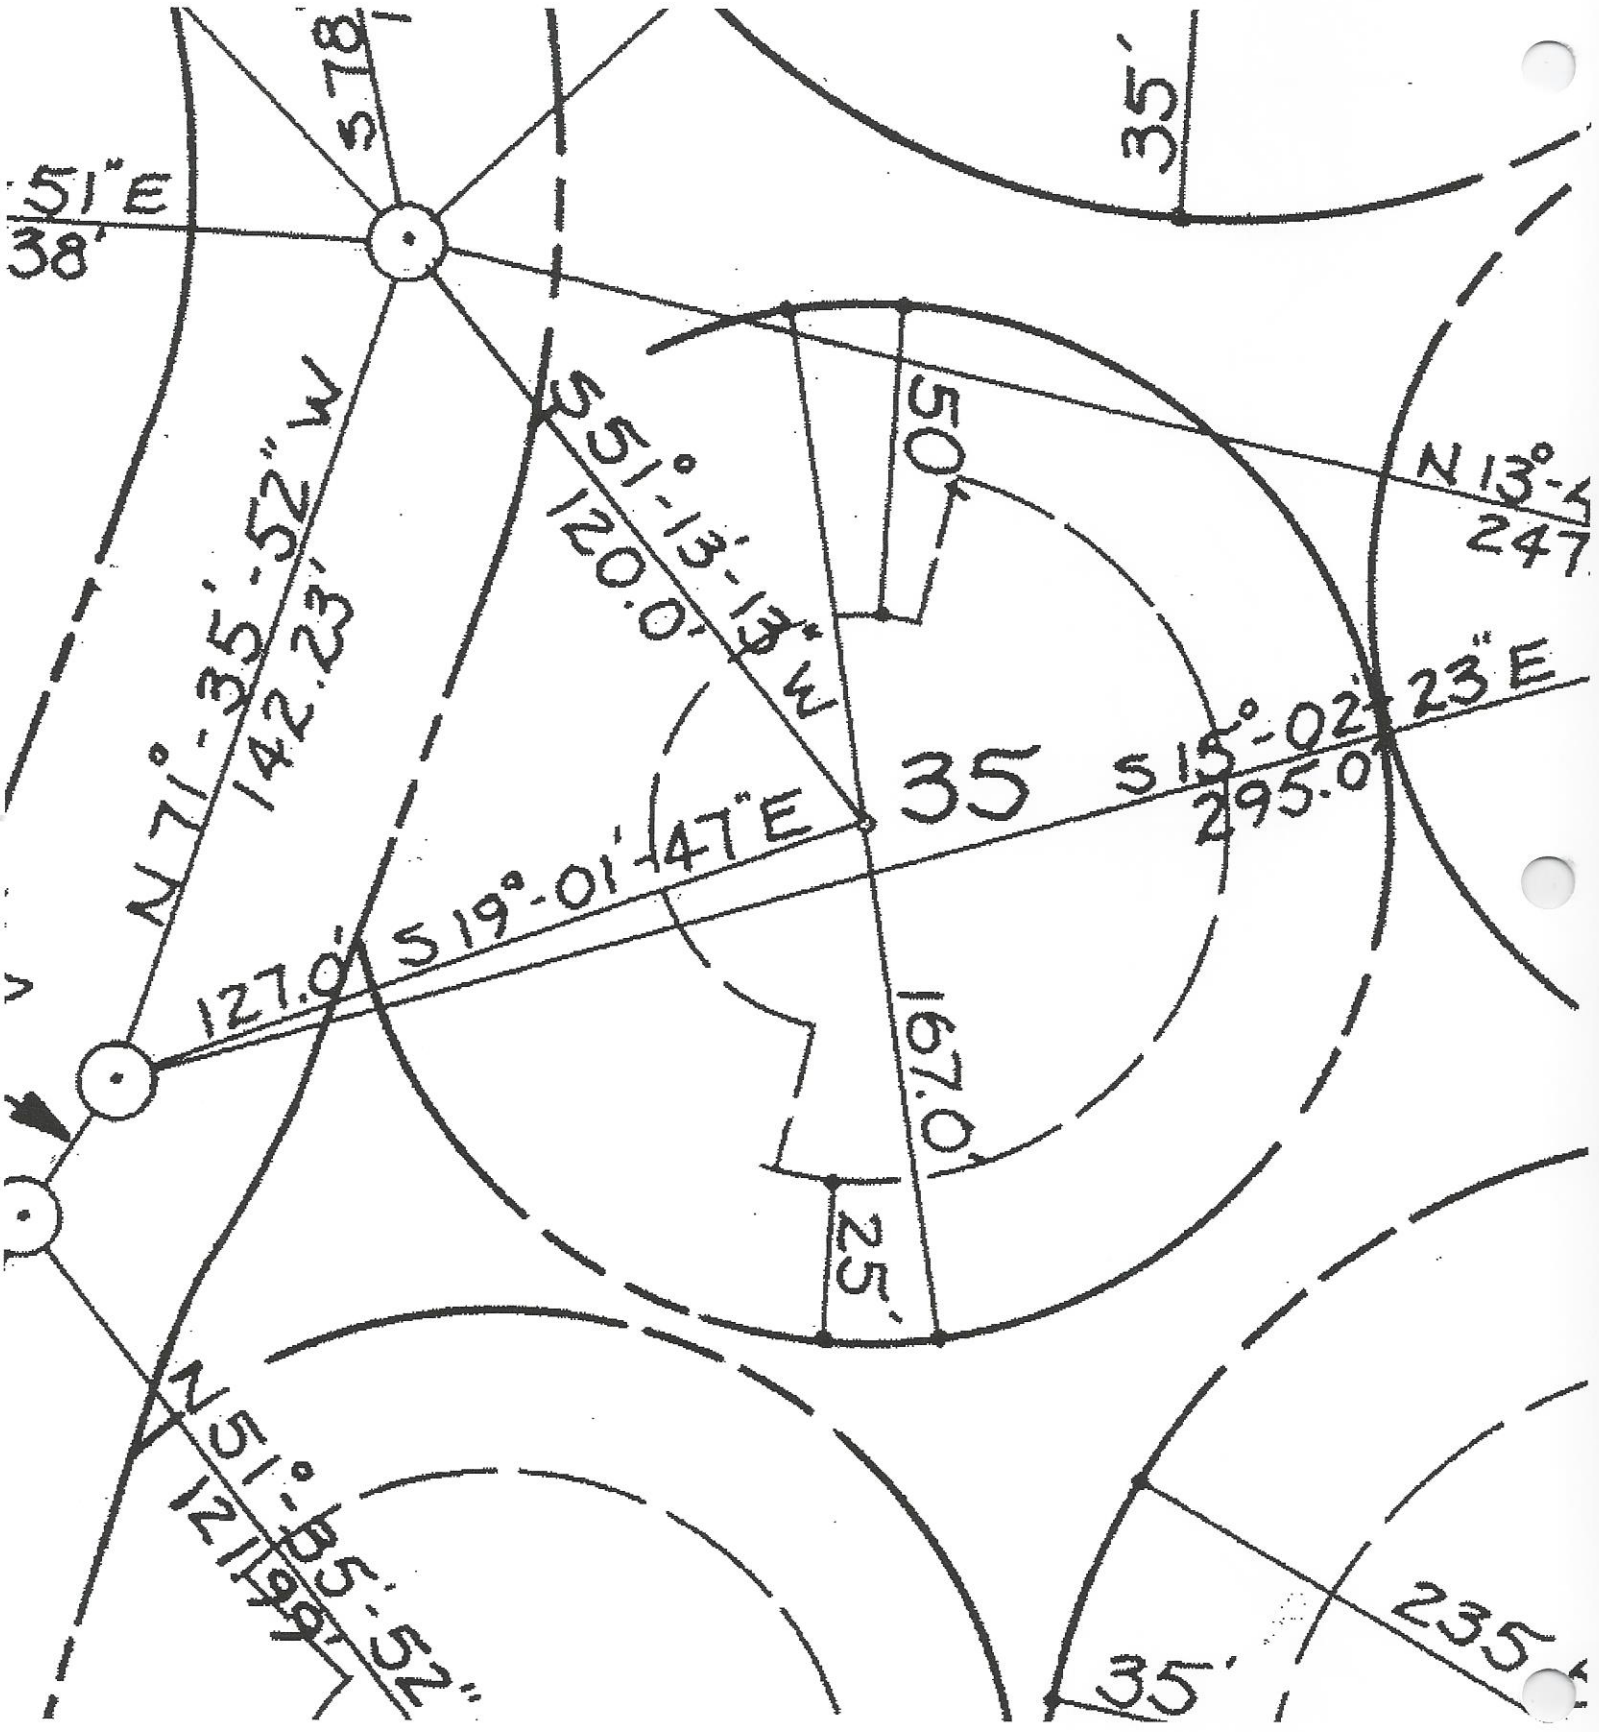 S 78
35'
51"E
38'
50'
S 51°-13'-13" W
120.0'
N 71°-35'-52" W
142.23'
N 13°-
247.
S 15°-02'-23"E
295.0'
35
S 19°-01'-47"E
127.0'
167.0'
25'
N 51°-35'-52"
121.99'
235.
35'